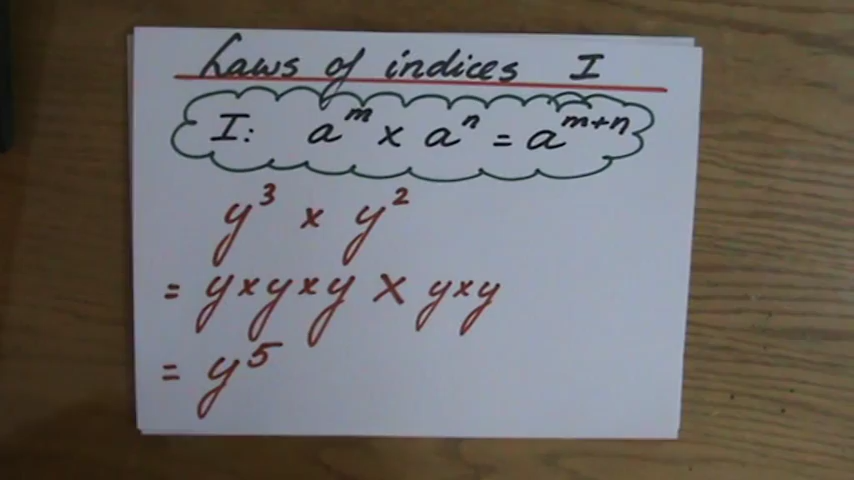 Laws of indices I
I: a^m × a^n = a^{m+n}
y^3 × y^2
= y×y×y × y×y
= y^5